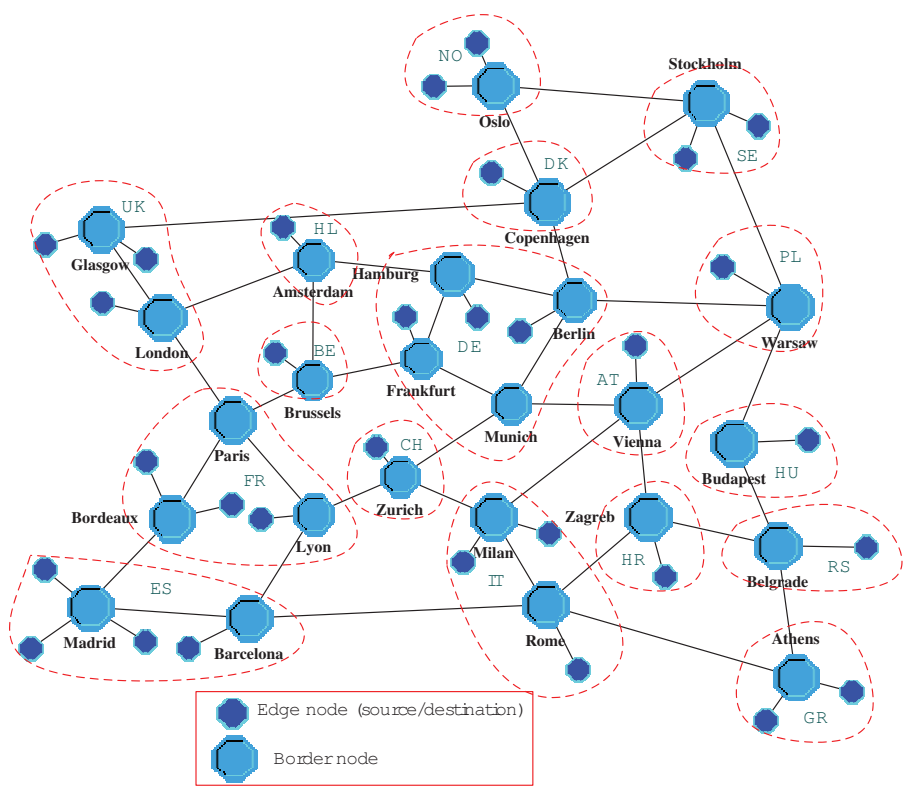 NO
Oslo
Stockholm
SE
DK
Copenhagen
UK
Glasgow
HL
Amsterdam
Hamburg
PL
Warsaw
London
BE
Brussels
DE
Frankfurt
Berlin
AT
Vienna
Munich
Paris
CH
Zurich
Budapest
HU
FR
Bordeaux
Lyon
Milan
IT
Zagreb
HR
Belgrade
RS
ES
Madrid
Barcelona
Rome
Athens
GR
Edge node (source/destination)
Border node